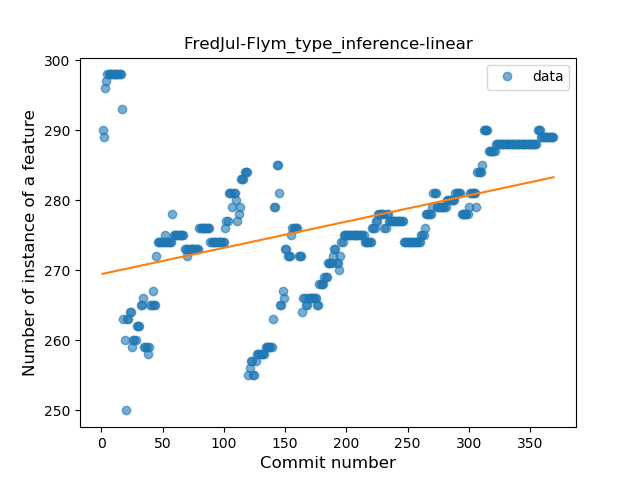 FredJul-Flym_type_inference-linear
data
Number of instance of a feature
300
290
280
270
260
250
0 50 100 150 200 250 300 350
Commit number